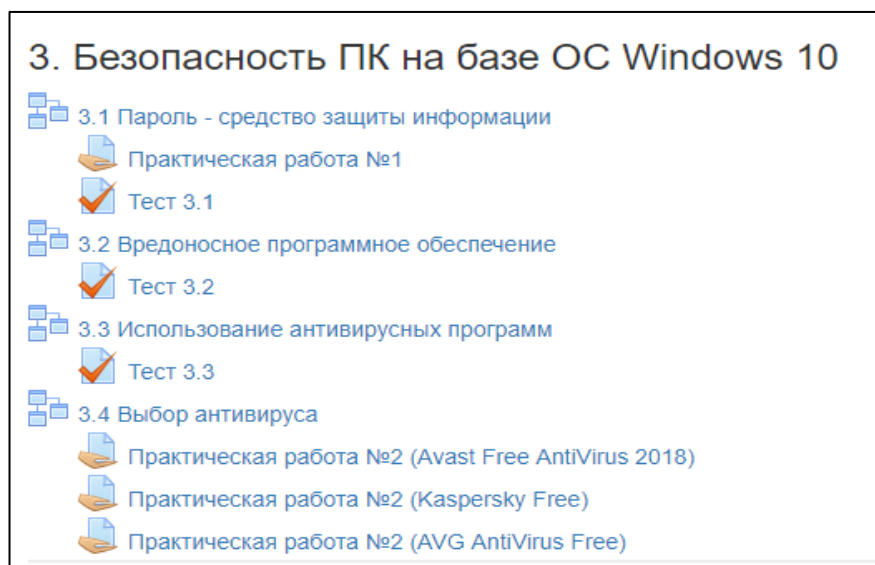 3. Безопасность ПК на базе ОС Windows 10
3.1 Пароль - средство защиты информации
Практическая работа №1
Тест 3.1
3.2 Вредоносное программное обеспечение
Тест 3.2
3.3 Использование антивирусных программ
Тест 3.3
3.4 Выбор антивируса
Практическая работа №2 (Avast Free AntiVirus 2018)
Практическая работа №2 (Kaspersky Free)
Практическая работа №2 (AVG AntiVirus Free)